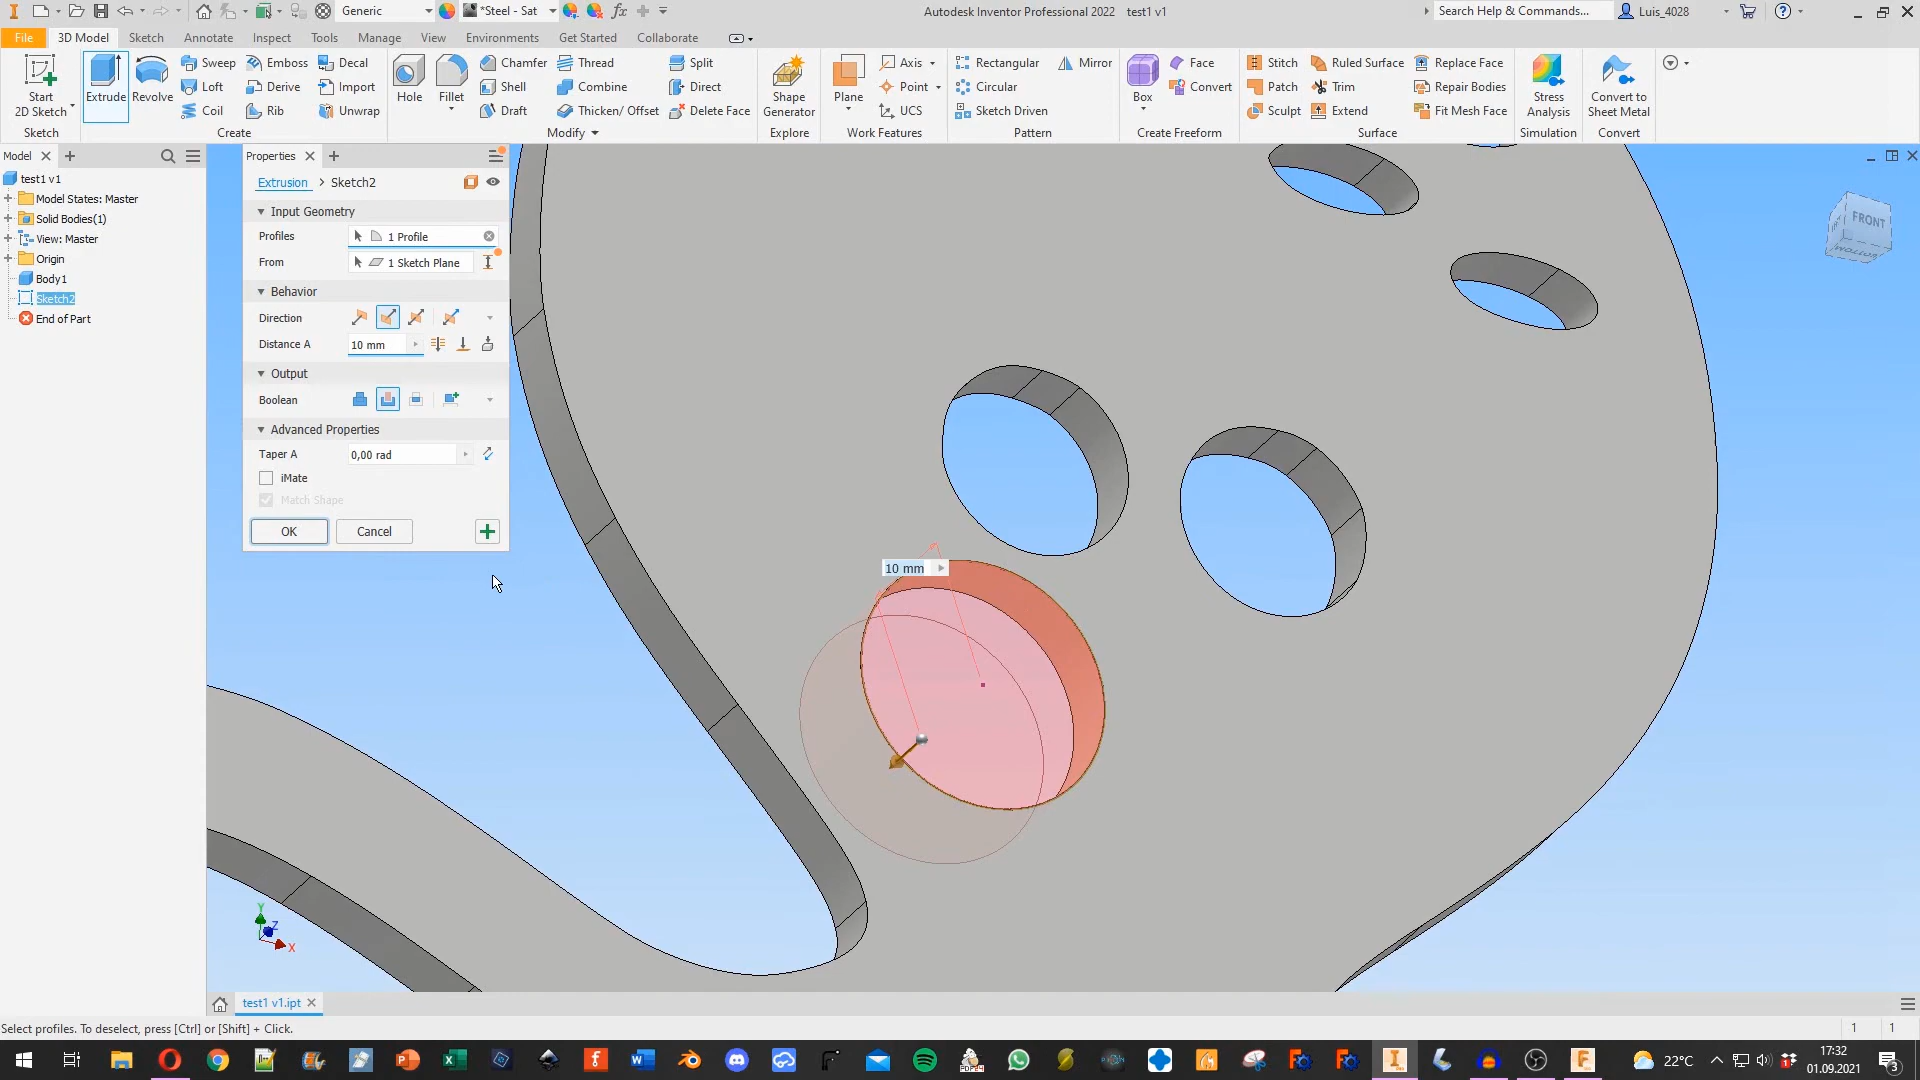 Generic
*Steel - Sat
fx
Autodesk Inventor Professional 2022 test1 v1
Search Help & Commands...
Luis_4028
File
3D Model
Sketch
Annotate
Inspect
Tools
Manage
View
Environments
Get Started
Collaborate
Start
2D Sketch
Sketch
Extrude
Revolve
Sweep
Emboss
Decal
Loft
Derive
Import
Coil
Rib
Unwrap
Create
Hole
Fillet
Chamfer
Thread
Split
Shell
Combine
Direct
Draft
Thicken/ Offset
Delete Face
Modify
Shape
Generator
Explore
Plane
Axis
Point
UCS
Work Features
Rectangular
Mirror
Circular
Sketch Driven
Pattern
Box
Face
Convert
Create Freeform
Stitch
Ruled Surface
Replace Face
Patch
Trim
Repair Bodies
Sculpt
Extend
Fit Mesh Face
Surface
Stress
Analysis
Simulation
Convert to
Sheet Metal
Convert
Model
test1 v1
Model States: Master
Solid Bodies(1)
View: Master
Origin
Body1
Sketch2
End of Part
Properties
Extrusion > Sketch2
Input Geometry
Profiles
1 Profile
From
1 Sketch Plane
Behavior
Direction
Distance A
10 mm
Output
Boolean
Advanced Properties
Taper A
0,00 rad
iMate
Match Shape
OK
Cancel
FRONT
BOTTOM
10 mm
Y
Z
X
test1 v1.ipt
Select profiles. To deselect, press [Ctrl] or [Shift] + Click.
1
1
22°C
17:32
01.09.2021
3